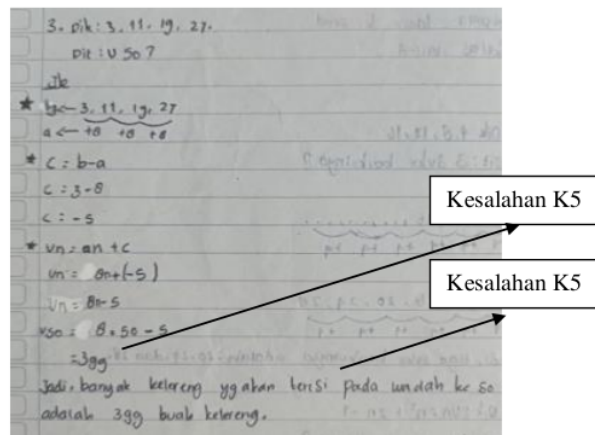 3. Dik : 3, 11, 19, 27.
Dit : U 50 ?
Jb
* b ← 3, 11, 19, 27
a ← +8 +8 +8
* c = b-a
c = 3-8
c = -5
* Un = an + c
Un = 8n+(-5)
Un = 8n-5
U50 = 8.50 - 5
= 399
Jadi, banyak kelereng yg akan terisi pada wadah ke 50
adalah 399 buah kelereng.
Kesalahan K5
Kesalahan K5